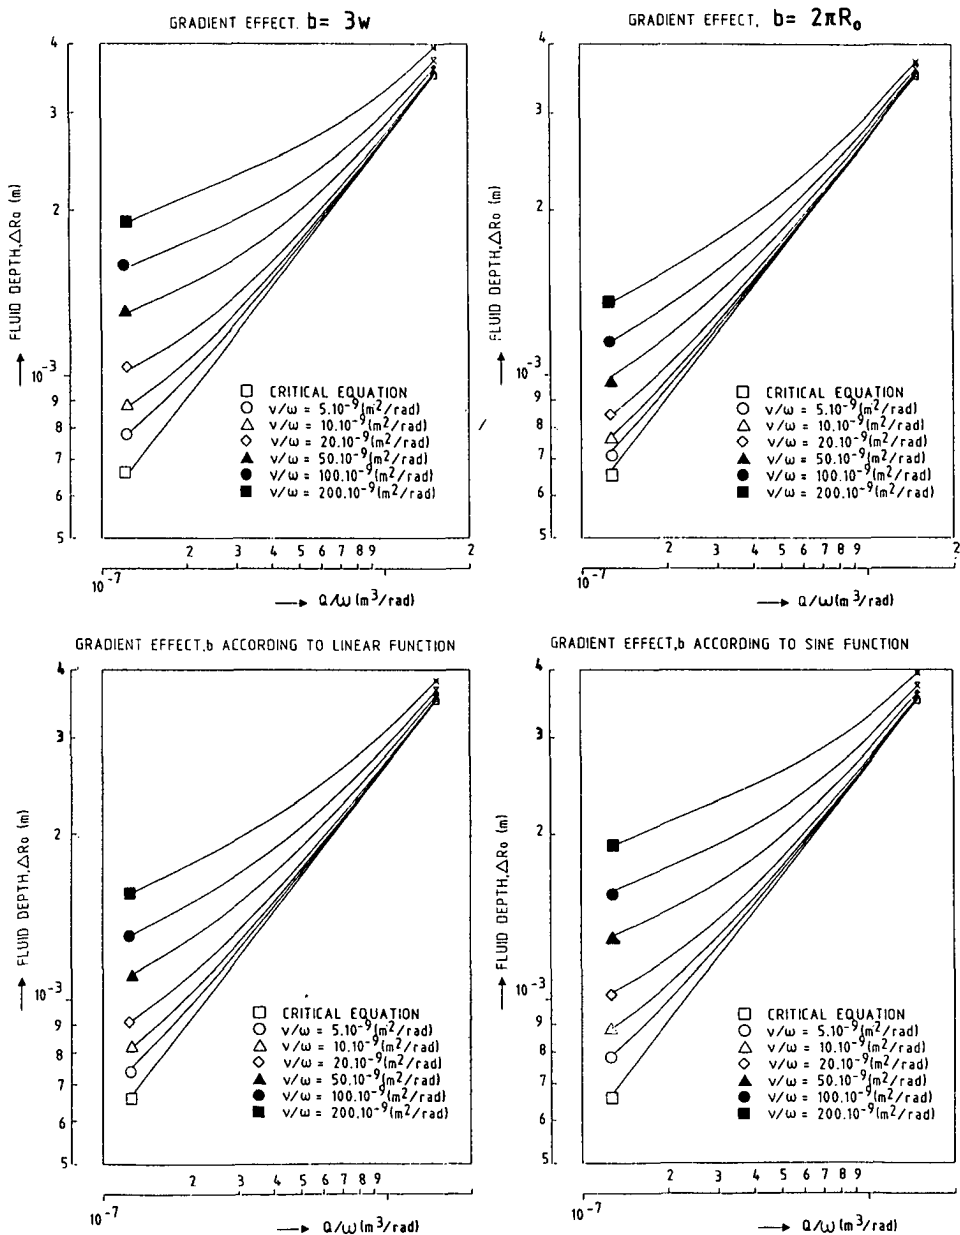 GRADIENT EFFECT. b= 3w
4
3
2
10⁻³
9
8
7
6
5
FLUID DEPTH,ΔRo (m)
□ CRITICAL EQUATION
○ ν/ω = 5.10⁻⁹(m²/rad)
△ ν/ω = 10.10⁻⁹(m²/rad)
◇ ν/ω = 20.10⁻⁹(m²/rad)
▲ ν/ω = 50.10⁻⁹(m²/rad)
● ν/ω = 100.10⁻⁹(m²/rad)
■ ν/ω = 200.10⁻⁹(m²/rad)
2 3 4 5 6 7 8 9 2
10⁻⁷
→ Q/ω (m³/rad)
GRADIENT EFFECT, b = 2πRo
4
3
2
10⁻³
9
8
7
6
5
FLUID DEPTH,ΔRo (m)
□ CRITICAL EQUATION
○ ν/ω = 5.10⁻⁹(m²/rad)
△ ν/ω = 10.10⁻⁹(m²/rad)
◇ ν/ω = 20.10⁻⁹(m²/rad)
▲ ν/ω = 50.10⁻⁹(m²/rad)
● ν/ω = 100.10⁻⁹(m²/rad)
■ ν/ω = 200.10⁻⁹(m²/rad)
2 3 4 5 6 7 8 9 2
10⁻⁷
→ Q/ω (m³/rad)
GRADIENT EFFECT,b ACCORDING TO LINEAR FUNCTION
4
3
2
10⁻³
9
8
7
6
5
FLUID DEPTH,ΔRo (m)
□ CRITICAL EQUATION
○ ν/ω = 5.10⁻⁹(m²/rad)
△ ν/ω = 10.10⁻⁹(m²/rad)
◇ ν/ω = 20.10⁻⁹(m²/rad)
▲ ν/ω = 50.10⁻⁹(m²/rad)
● ν/ω = 100.10⁻⁹(m²/rad)
■ ν/ω = 200.10⁻⁹(m²/rad)
2 3 4 5 6 7 8 9
10⁻⁷
→ Q/ω (m³/rad)
GRADIENT EFFECT,b ACCORDING TO SINE FUNCTION
4
3
2
10⁻³
9
8
7
6
5
FLUID DEPTH,ΔRo (m)
□ CRITICAL EQUATION
○ ν/ω = 5.10⁻⁹(m²/rad)
△ ν/ω = 10.10⁻⁹(m²/rad)
◇ ν/ω = 20.10⁻⁹(m²/rad)
▲ ν/ω = 50.10⁻⁹(m²/rad)
● ν/ω = 100.10⁻⁹(m²/rad)
■ ν/ω = 200.10⁻⁹(m²/rad)
2 3 4 5 6 7 8 9
10⁻⁷
→ Q/ω (m³/rad)